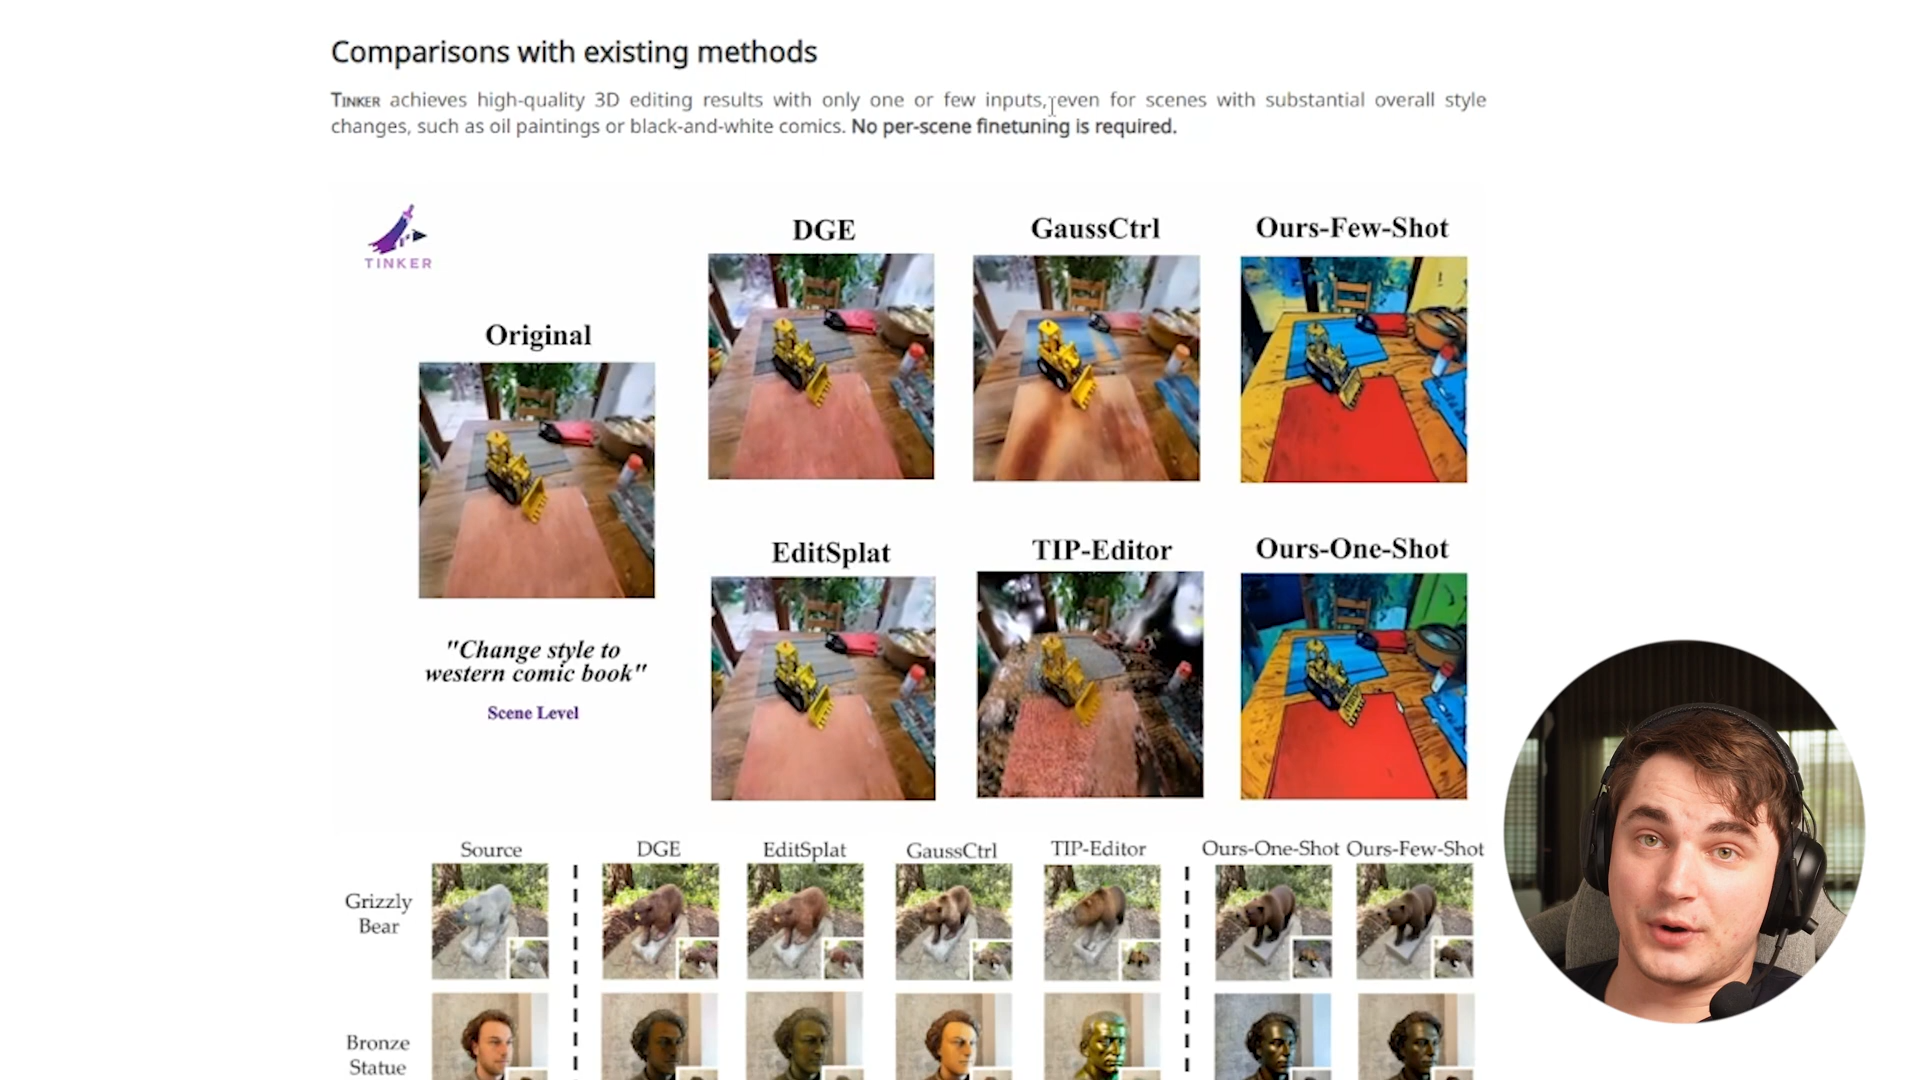 Comparisons with existing methods
TINKER achieves high-quality 3D editing results with only one or few inputs, even for scenes with substantial overall style
changes, such as oil paintings or black-and-white comics. No per-scene finetuning is required.
TINKER
DGE
GaussCtrl
Ours-Few-Shot
Original
EditSplat
TIP-Editor
Ours-One-Shot
"Change style to
western comic book"
Scene Level
Source
DGE
EditSplat
GaussCtrl
TIP-Editor
Ours-One-Shot
Ours-Few-Shot
Grizzly
Bear
Bronze
Statue